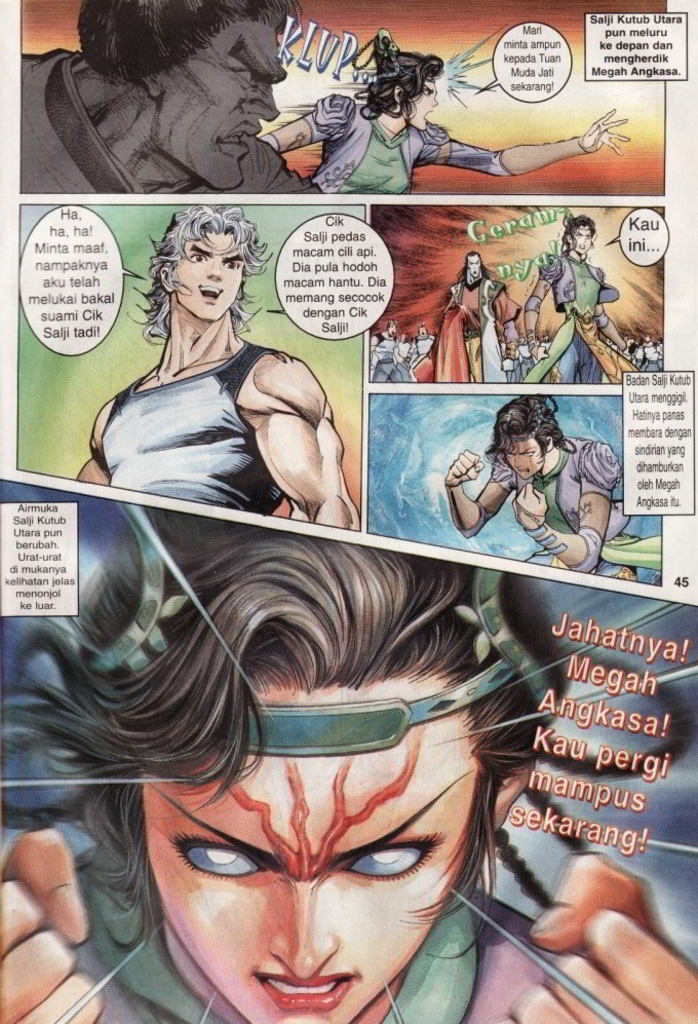 KLUP...
Mari
minta ampun
kepada Tuan
Muda Jati
sekarang!
Salji Kutub Utara
pun meluru
ke depan dan
mengherdik
Megah Angkasa.
Ha,
ha, ha!
Minta maaf,
nampaknya
aku telah
melukai bakal
suami Cik
Salji tadi!
Cik
Salji pedas
macam cili api.
Dia pula hodoh
macam hantu. Dia
memang secocok
dengan Cik
Salji!
Geram
nya!
Kau
ini...
Badan Salji Kutub
Utara menggigil.
Hatinya panas
membara dengan
sindirian yang
dihamburkan
oleh Megah
Angkasa itu.
45
Airmuka
Salji Kutub
Utara pun
berubah.
Urat-urat
di mukanya
kelihatan jelas
menonjol
ke luar.
Jahatnya!
Megah
Angkasa!
Kau pergi
mampus
sekarang!